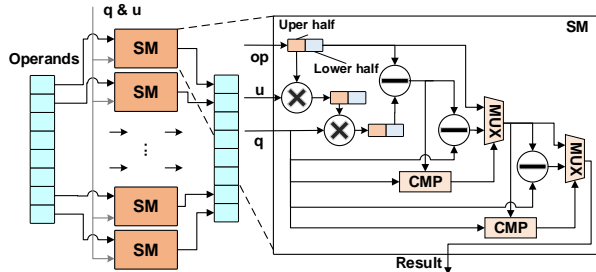 q & u
Operands
SM
SM
...
SM
SM
SM
Uper half
op
Lower half
u
q
MUX
MUX
CMP
CMP
Result